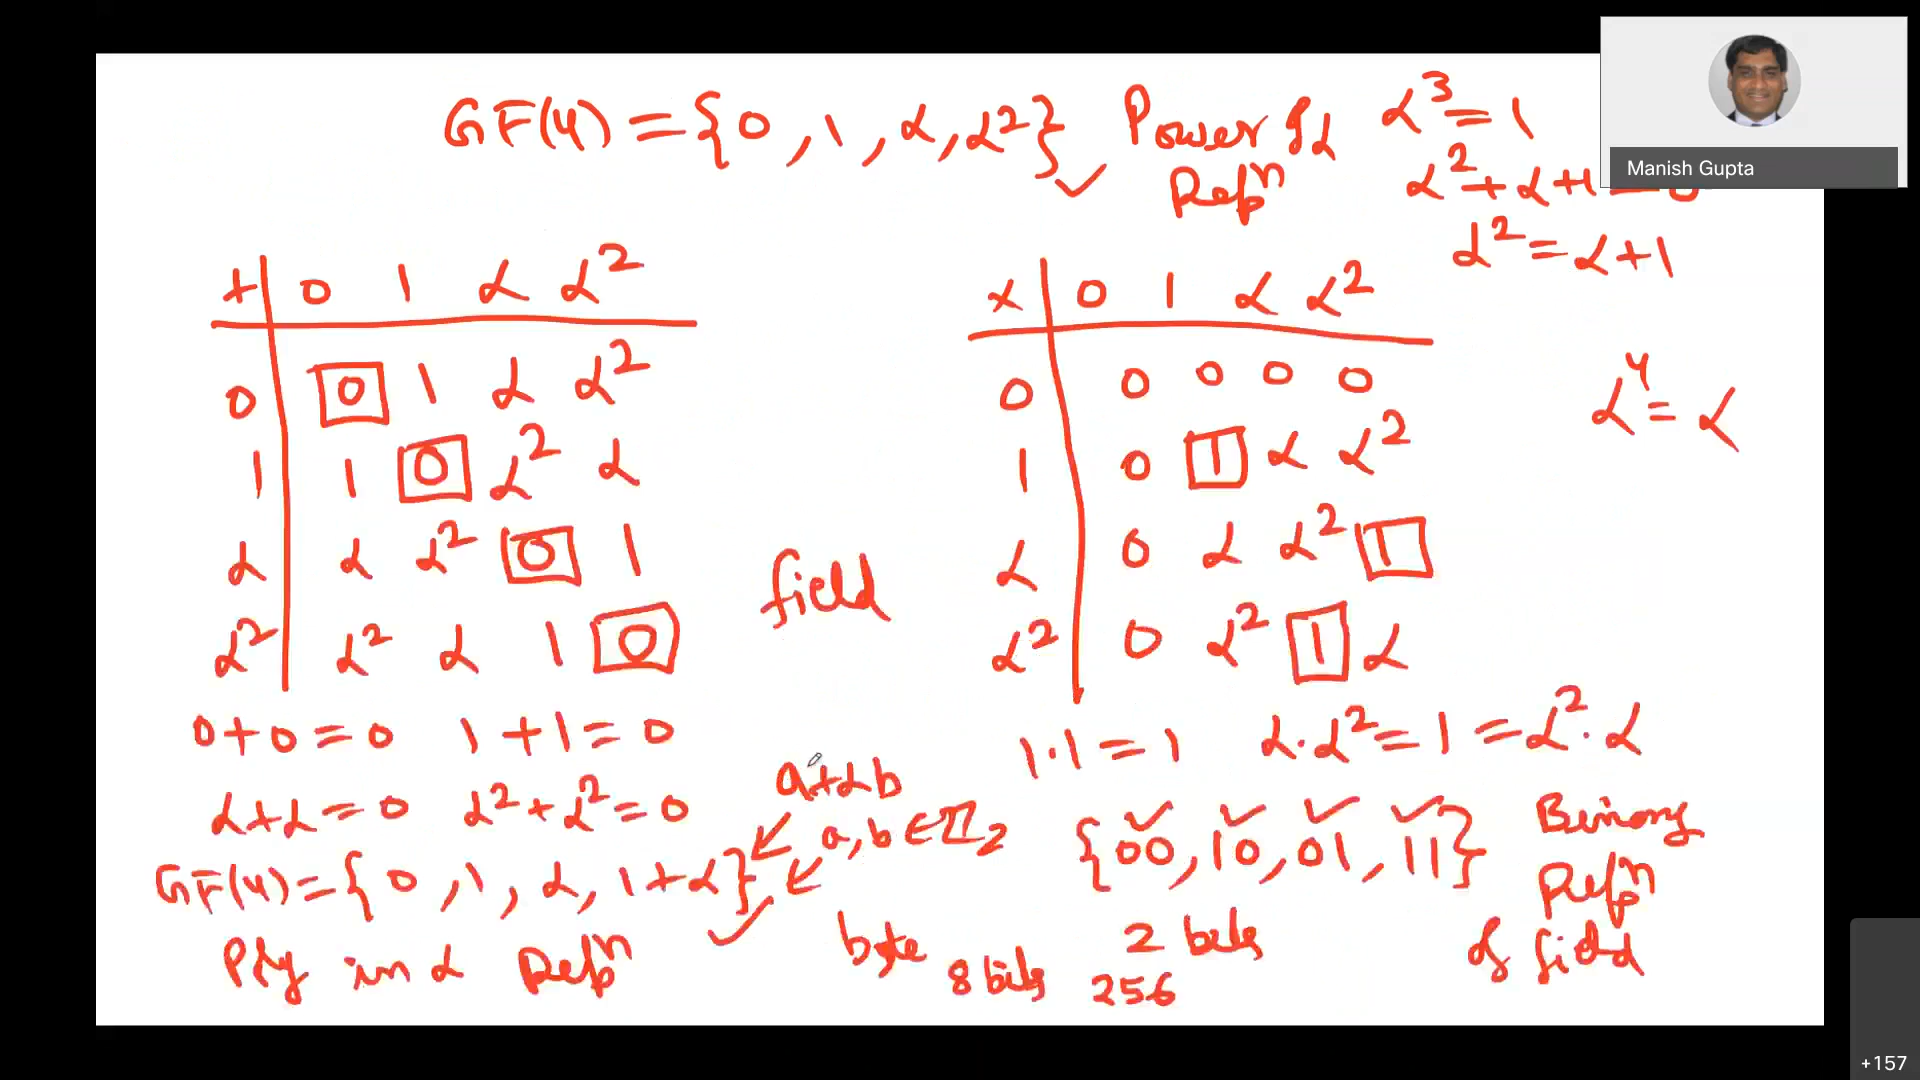 GF(4) = {0, 1, α, α²} Power of α Repⁿ
α³ = 1
α² + α + 1 = 0
α² = α + 1
Manish Gupta
+ 0 1 α α²
0 0 1 α α²
1 1 0 α² α
α α α² 0 1
α² α² α 1 0
field
× 0 1 α α²
0 0 0 0 0
1 0 1 α α²
α 0 α α² 1
α² 0 α² 1 α
α⁴ = α
0 + 0 = 0 1 + 1 = 0
α + α = 0 α² + α² = 0
1 · 1 = 1 α · α² = 1 = α² · α
GF(4) = {0, 1, α, 1 + α}
Poly in α Repⁿ
a + αb
a, b ∈ ℤ₂
{00, 10, 01, 11}
Binary Repⁿ of field
2 bits
byte 8 bits 256
+157